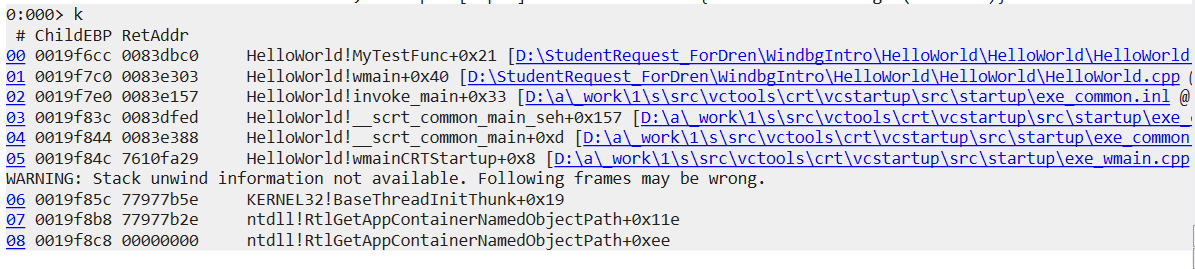 0:000> k
# ChildEBP RetAddr
00 0019f6cc 0083dbc0 HelloWorld!MyTestFunc+0x21 [D:\StudentRequest_ForDren\WindbgIntro\HelloWorld\HelloWorld\HelloWorld
01 0019f7c0 0083e303 HelloWorld!wmain+0x40 [D:\StudentRequest_ForDren\WindbgIntro\HelloWorld\HelloWorld\HelloWorld.cpp
02 0019f7e0 0083e157 HelloWorld!invoke_main+0x33 [D:\a\_work\1\s\src\vctools\crt\vcstartup\src\startup\exe_common.inl @
03 0019f83c 0083dfed HelloWorld!__scrt_common_main_seh+0x157 [D:\a\_work\1\s\src\vctools\crt\vcstartup\src\startup\exe_
04 0019f844 0083e388 HelloWorld!__scrt_common_main+0xd [D:\a\_work\1\s\src\vctools\crt\vcstartup\src\startup\exe_common
05 0019f84c 7610fa29 HelloWorld!wmainCRTStartup+0x8 [D:\a\_work\1\s\src\vctools\crt\vcstartup\src\startup\exe_wmain.cpp
WARNING: Stack unwind information not available. Following frames may be wrong.
06 0019f85c 77977b5e KERNEL32!BaseThreadInitThunk+0x19
07 0019f8b8 77977b2e ntdll!RtlGetAppContainerNamedObjectPath+0x11e
08 0019f8c8 00000000 ntdll!RtlGetAppContainerNamedObjectPath+0xee